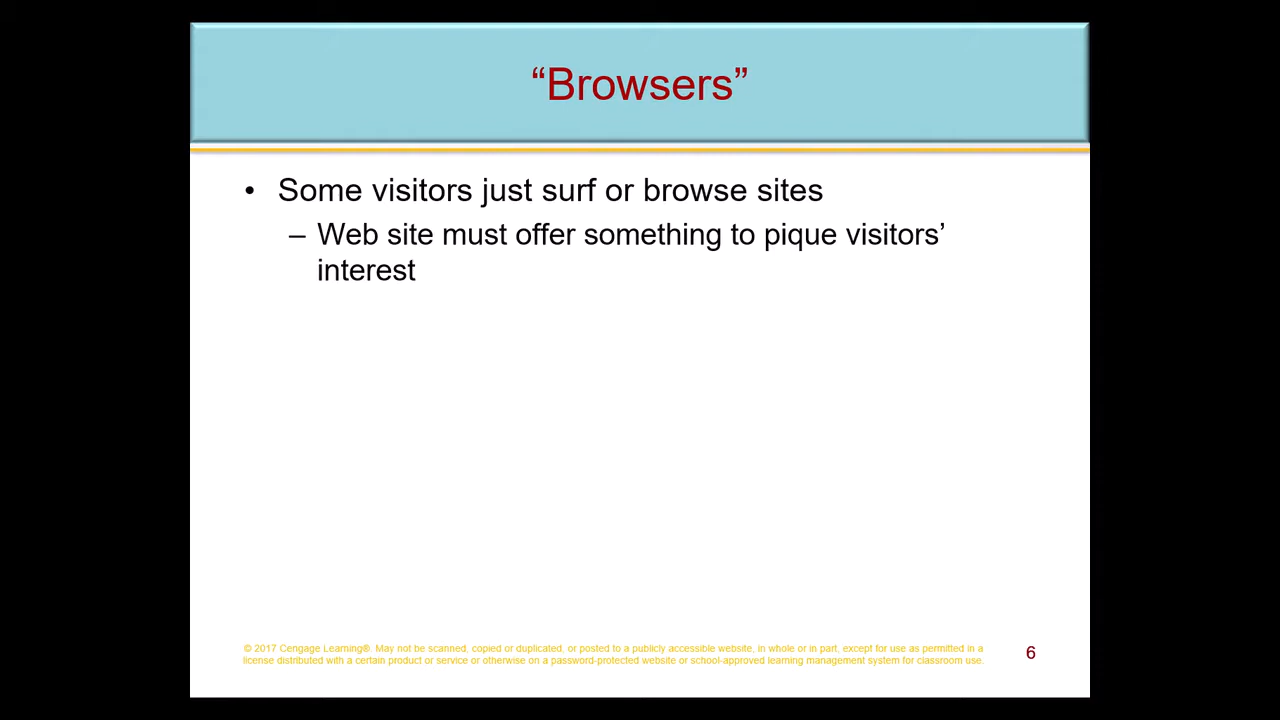 “Browsers”
• Some visitors just surf or browse sites
– Web site must offer something to pique visitors’
interest
© 2017 Cengage Learning®. May not be scanned, copied or duplicated, or posted to a publicly accessible website, in whole or in part, except for use as permitted in a
license distributed with a certain product or service or otherwise on a password-protected website or school-approved learning management system for classroom use.
6